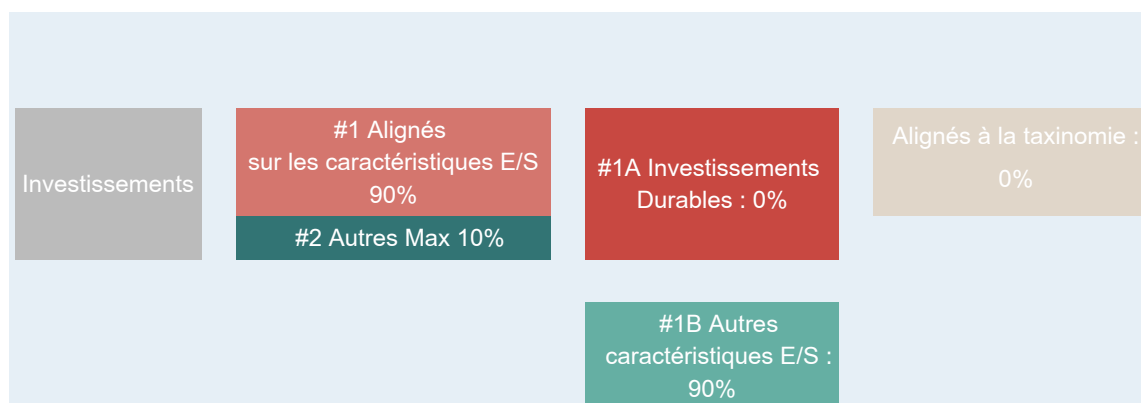 Investissements
#1 Alignés
sur les caractéristiques E/S
90%
#2 Autres Max 10%
#1A Investissements
Durables : 0%
Alignés à la taxinomie :
0%
#1B Autres
caractéristiques E/S :
90%